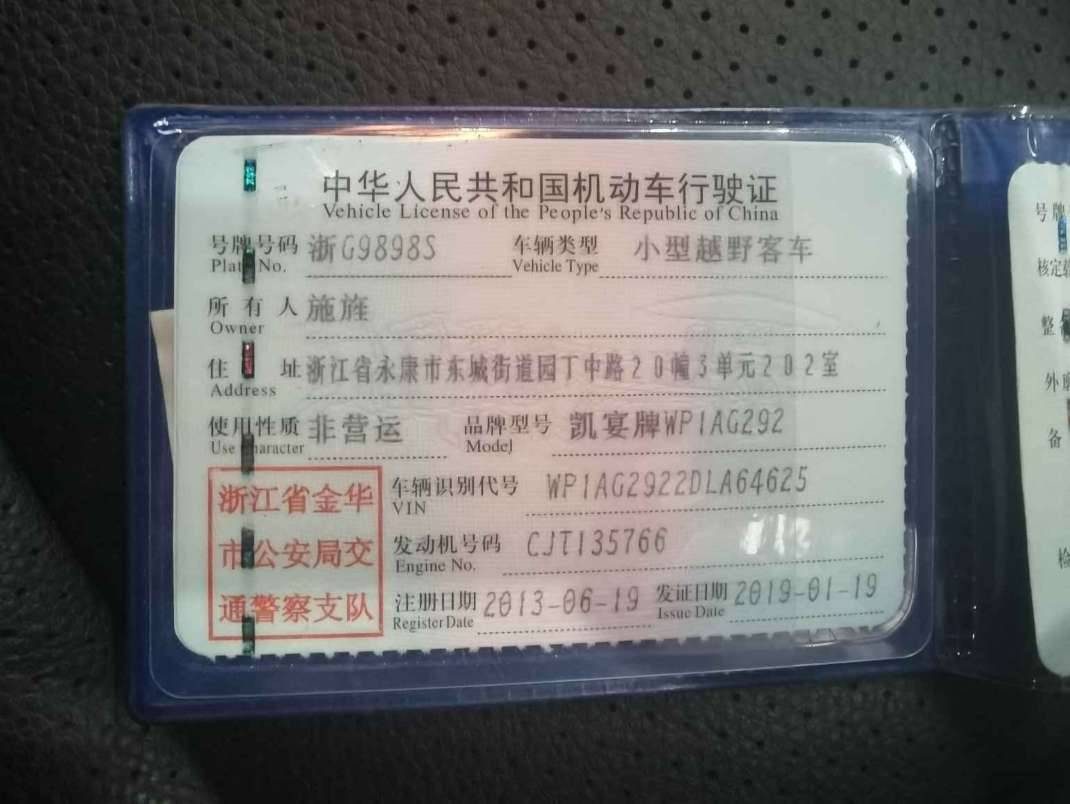 中华人民共和国机动车行驶证
Vehicle License of the People's Republic of China
号牌号码 浙G9898S 车辆类型 小型越野客车
Plate No. Vehicle Type
所有人 施旌
Owner
住址 浙江省永康市东城街道园丁中路20幢3单元202室
Address
使用性质 非营运 品牌型号 凯宴牌WP1AG292
Use Character Model
浙江省金华
市公安局交
通警察支队
车辆识别代号 WP1AG2922DLA64625
VIN
发动机号码 CJT135766
Engine No.
注册日期 2013-06-19 发证日期 2019-01-19
Register Date Issue Date
号牌
核定
整
外
备
检